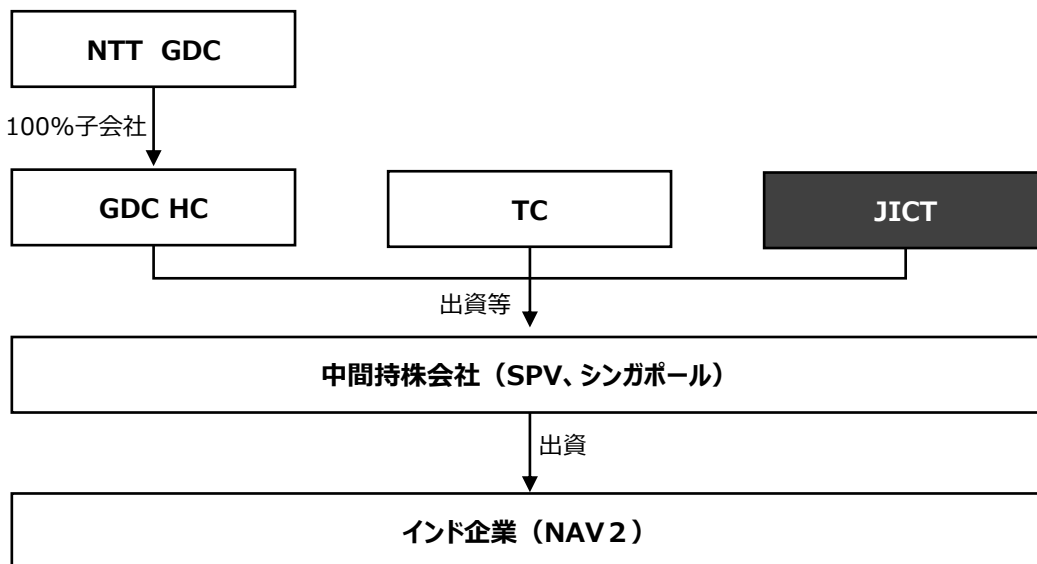 NTT GDC
100%子会社
GDC HC
TC
JICT
出資等
中間持株会社（SPV、シンガポール）
出資
インド企業（NAV２）